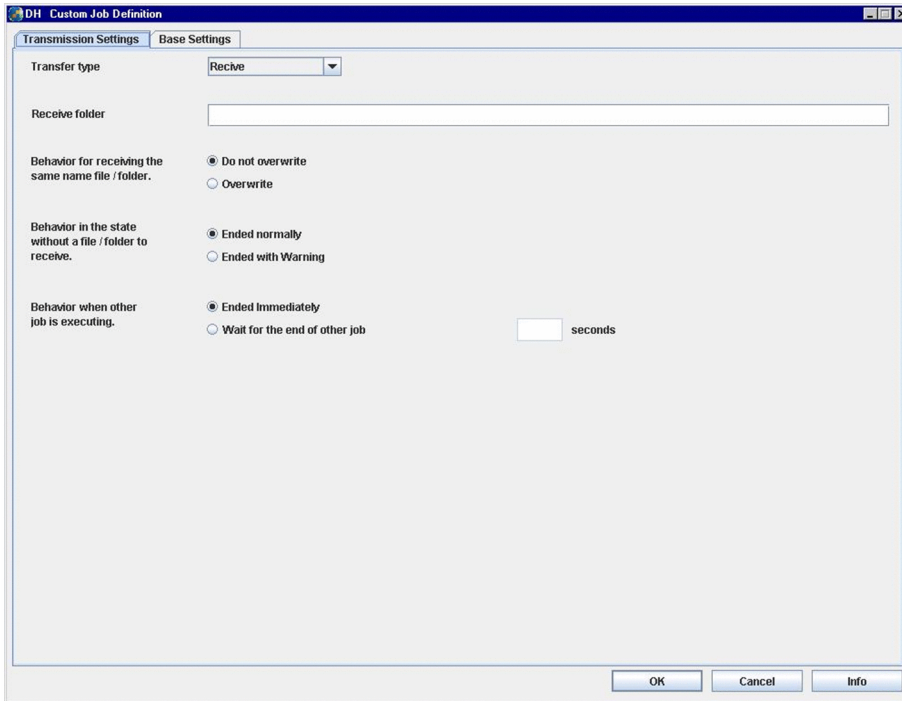 DH Custom Job Definition
Transmission Settings
Base Settings
Transfer type
Recive
Receive folder
Behavior for receiving the
same name file / folder.
Do not overwrite
Overwrite
Behavior in the state
without a file / folder to
receive.
Ended normally
Ended with Warning
Behavior when other
job is executing.
Ended Immediately
Wait for the end of other job
seconds
OK
Cancel
Info